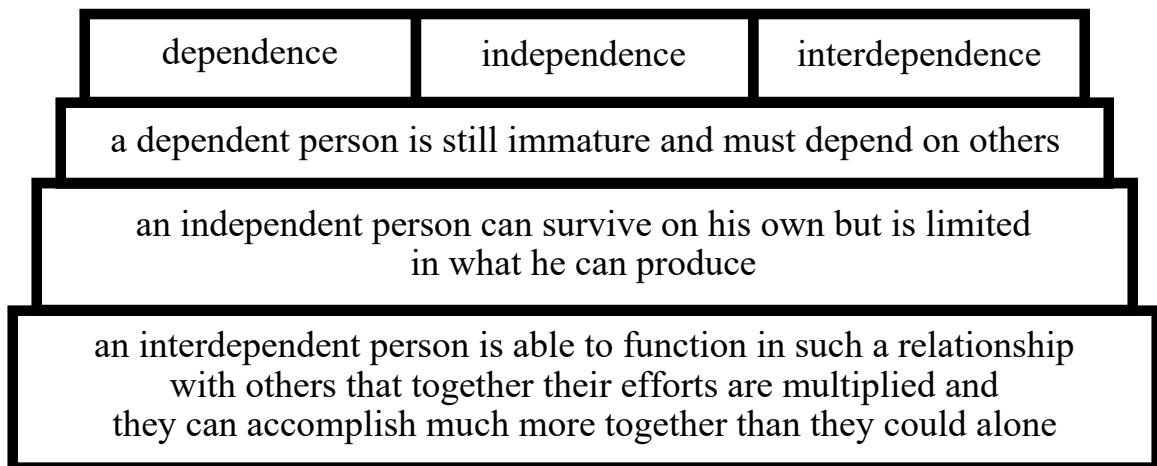 dependence
independence
interdependence
a dependent person is still immature and must depend on others
an independent person can survive on his own but is limited
in what he can produce
an interdependent person is able to function in such a relationship
with others that together their efforts are multiplied and
they can accomplish much more together than they could alone